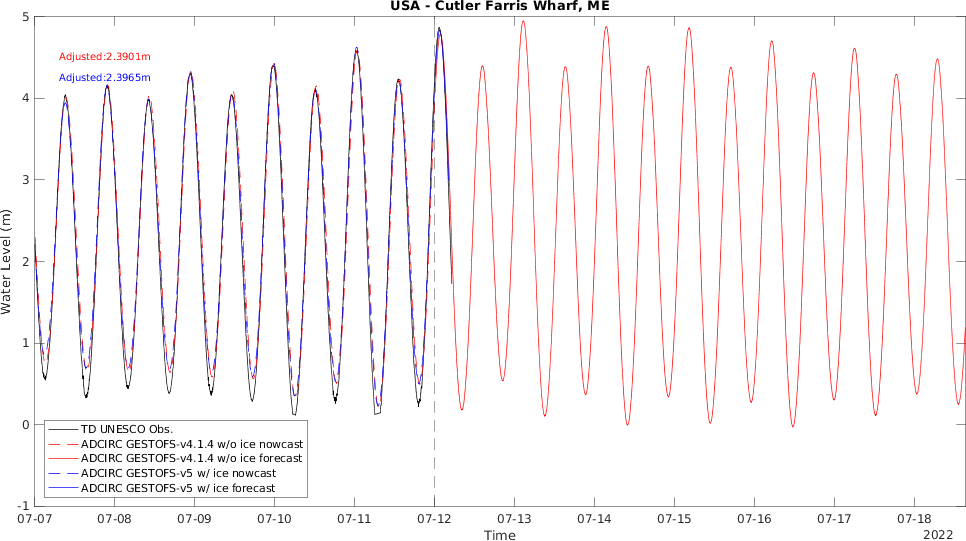 USA - Cutler Farris Wharf, ME
Adjusted:2.3901m
Adjusted:2.3965m
Water Level (m)
5
4
3
2
1
0
-1
TD UNESCO Obs.
ADCIRC GESTOFS-v4.1.4 w/o ice nowcast
ADCIRC GESTOFS-v4.1.4 w/o ice forecast
ADCIRC GESTOFS-v5 w/ ice nowcast
ADCIRC GESTOFS-v5 w/ ice forecast
07-07 07-08 07-09 07-10 07-11 07-12 07-13 07-14 07-15 07-16 07-17 07-18
Time
2022